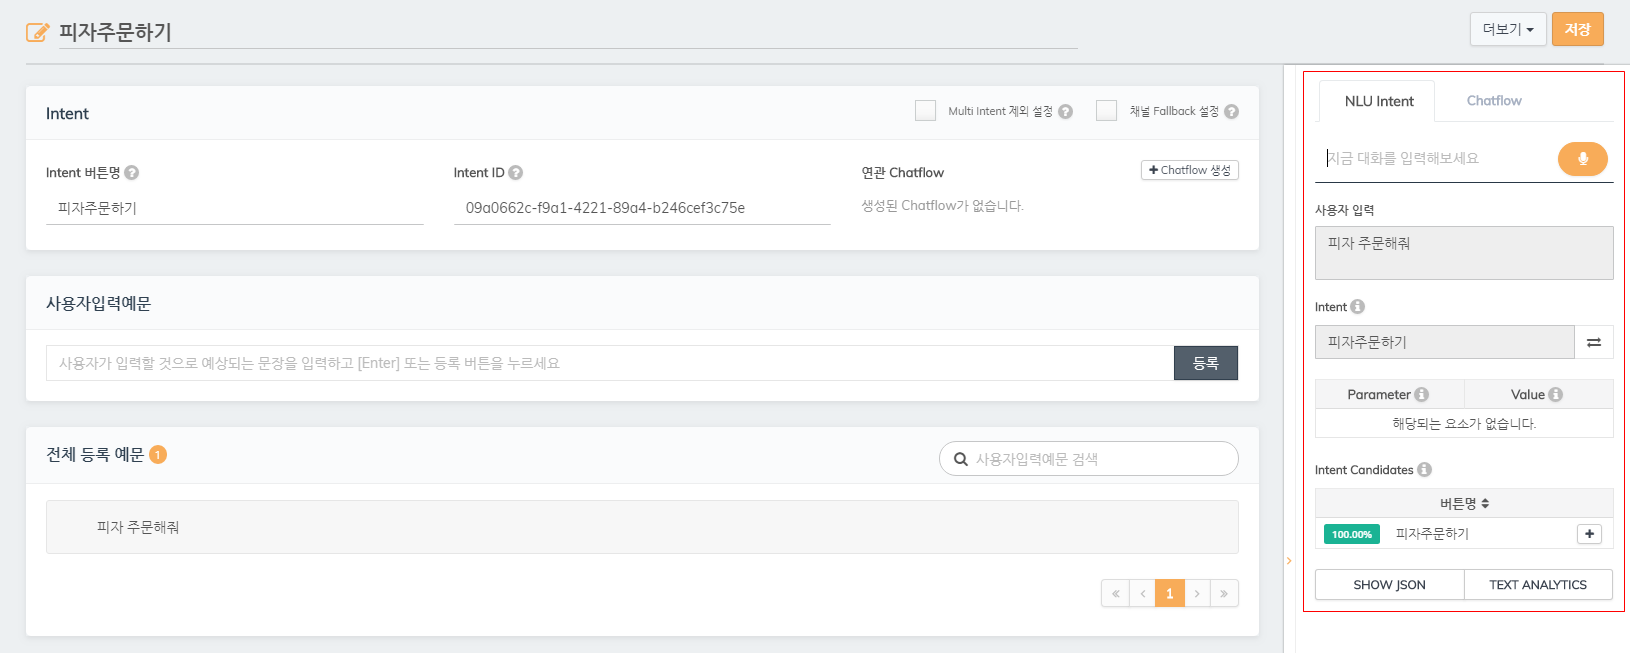 피자주문하기
더보기
저장
Intent
Multi Intent 제외 설정
채널 Fallback 설정
Intent 버튼명
피자주문하기
Intent ID
09a0662c-f9a1-4221-89a4-b246cef3c75e
연관 Chatflow
Chatflow 생성
생성된 Chatflow가 없습니다.
사용자입력예문
사용자가 입력할 것으로 예상되는 문장을 입력하고 [Enter] 또는 등록 버튼을 누르세요
등록
전체 등록 예문 1
사용자입력예문 검색
피자 주문해줘
« ‹ 1 › »
NLU Intent
Chatflow
지금 대화를 입력해보세요
사용자 입력
피자 주문해줘
Intent
피자주문하기
Parameter Value
해당되는 요소가 없습니다.
Intent Candidates
버튼명
100.00% 피자주문하기
SHOW JSON TEXT ANALYTICS